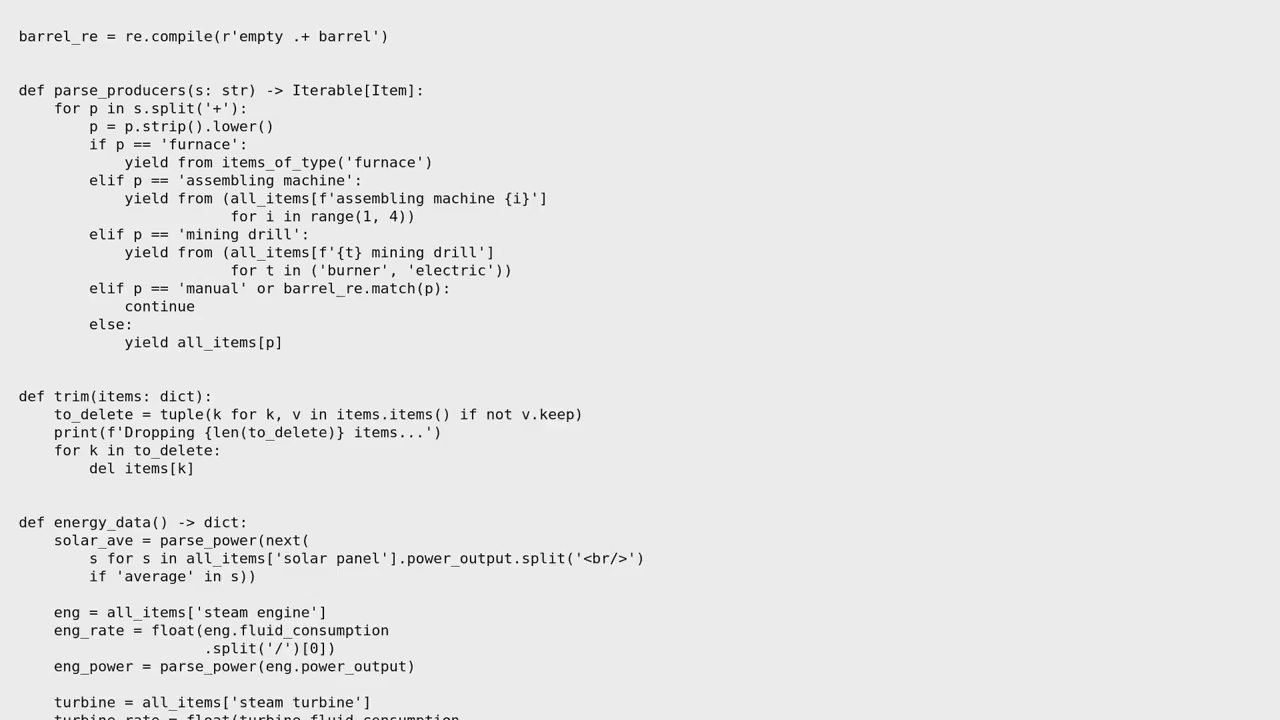 barrel_re = re.compile(r'empty .+ barrel')
def parse_producers(s: str) -> Iterable[Item]:
    for p in s.split('+'):
        p = p.strip().lower()
        if p == 'furnace':
            yield from items_of_type('furnace')
        elif p == 'assembling machine':
            yield from (all_items[f'assembling machine {i}']
                        for i in range(1, 4))
        elif p == 'mining drill':
            yield from (all_items[f'{t} mining drill']
                        for t in ('burner', 'electric'))
        elif p == 'manual' or barrel_re.match(p):
            continue
        else:
            yield all_items[p]
def trim(items: dict):
    to_delete = tuple(k for k, v in items.items() if not v.keep)
    print(f'Dropping {len(to_delete)} items...')
    for k in to_delete:
        del items[k]
def energy_data() -> dict:
    solar_ave = parse_power(next(
        s for s in all_items['solar panel'].power_output.split('<br/>')
        if 'average' in s))
    eng = all_items['steam engine']
    eng_rate = float(eng.fluid_consumption
                     .split('/')[0])
    eng_power = parse_power(eng.power_output)
    turbine = all_items['steam turbine']
    turbine_rate = float(turbine.fluid_consumption